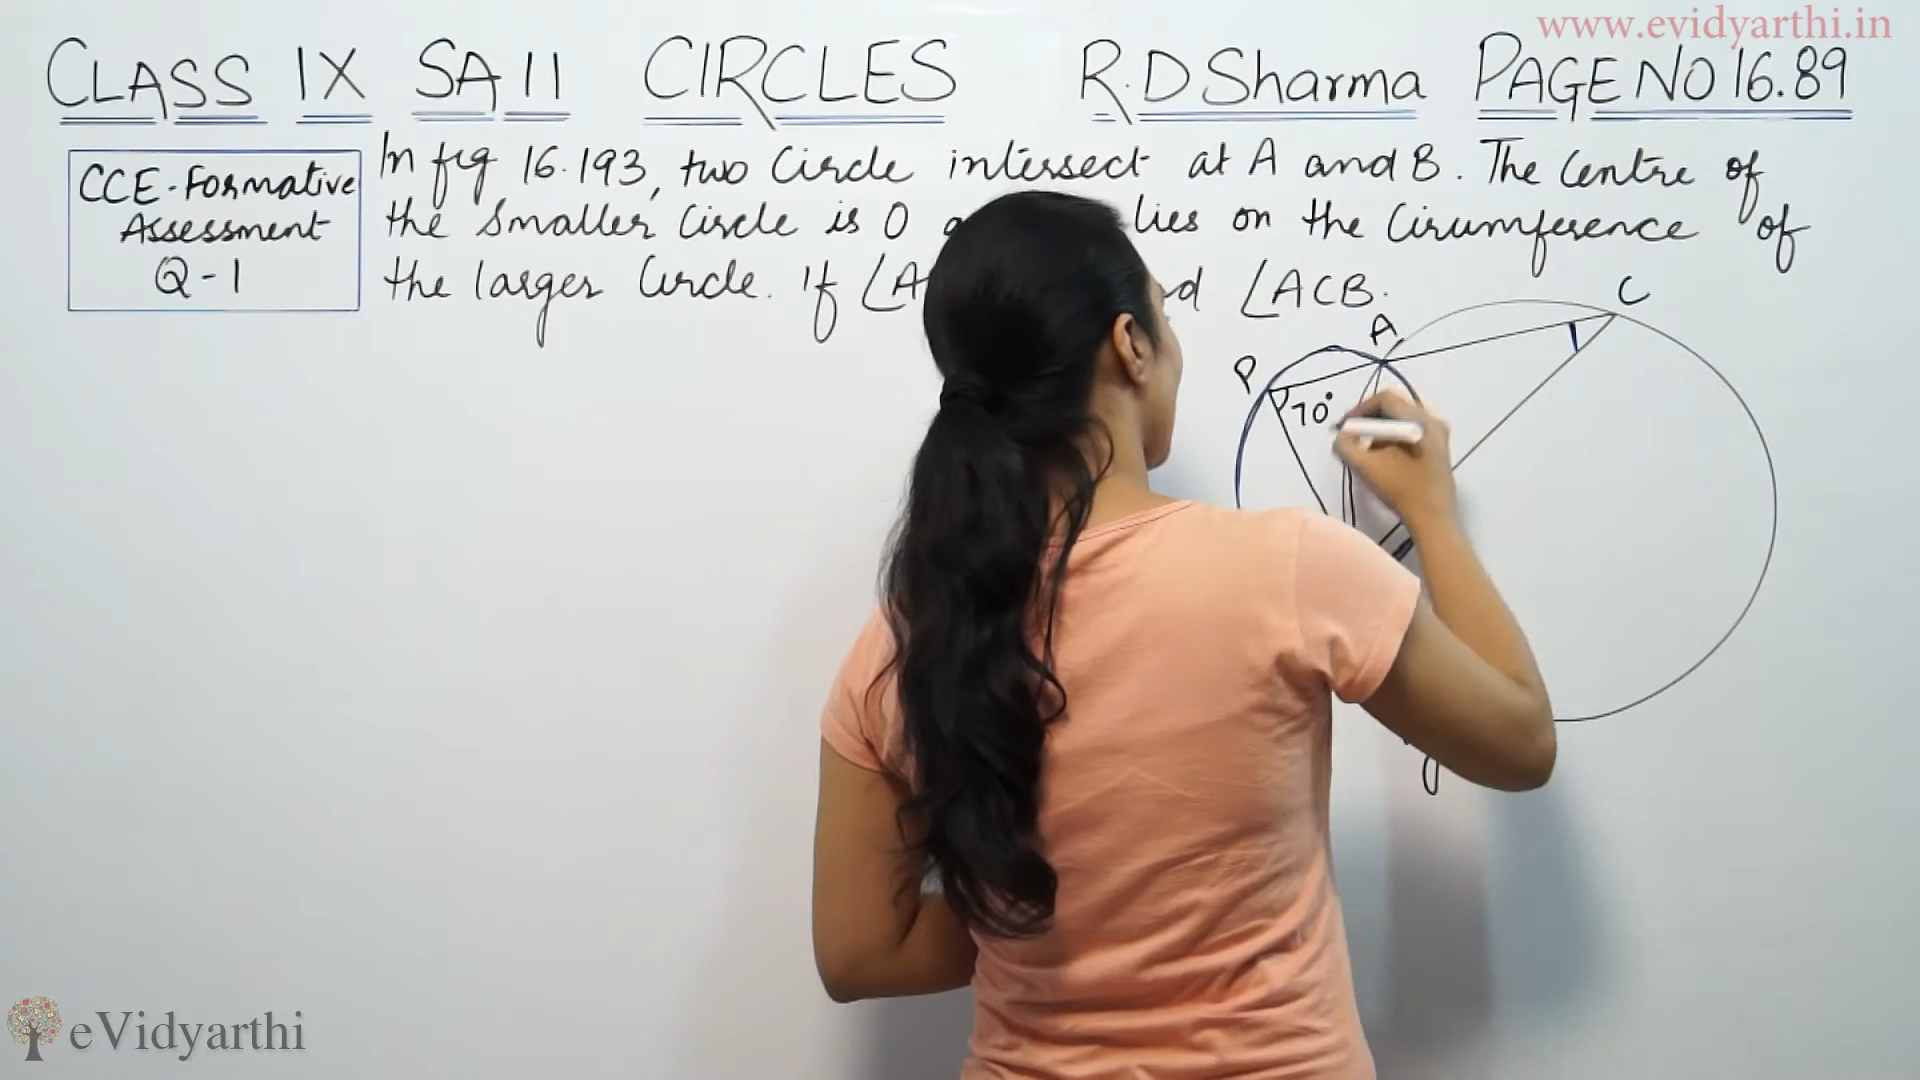 www.evidyarthi.in
CLASS IX SA II CIRCLES R.D Sharma PAGE NO 16.89
CCE-Formative
Assessment
Q-1
In fig 16.193, two Circle intersect at A and B. The Centre of
the Smaller Circle is O lies on the Cirumference of
the larger Circle. If ∠ACB.
C
A
P
70°
eVidyarthi